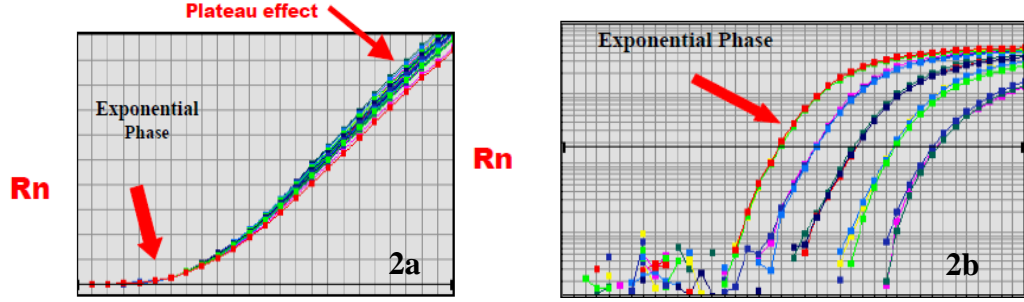 Plateau effect
Exponential
Phase
Rn
2a
Exponential Phase
Rn
2b